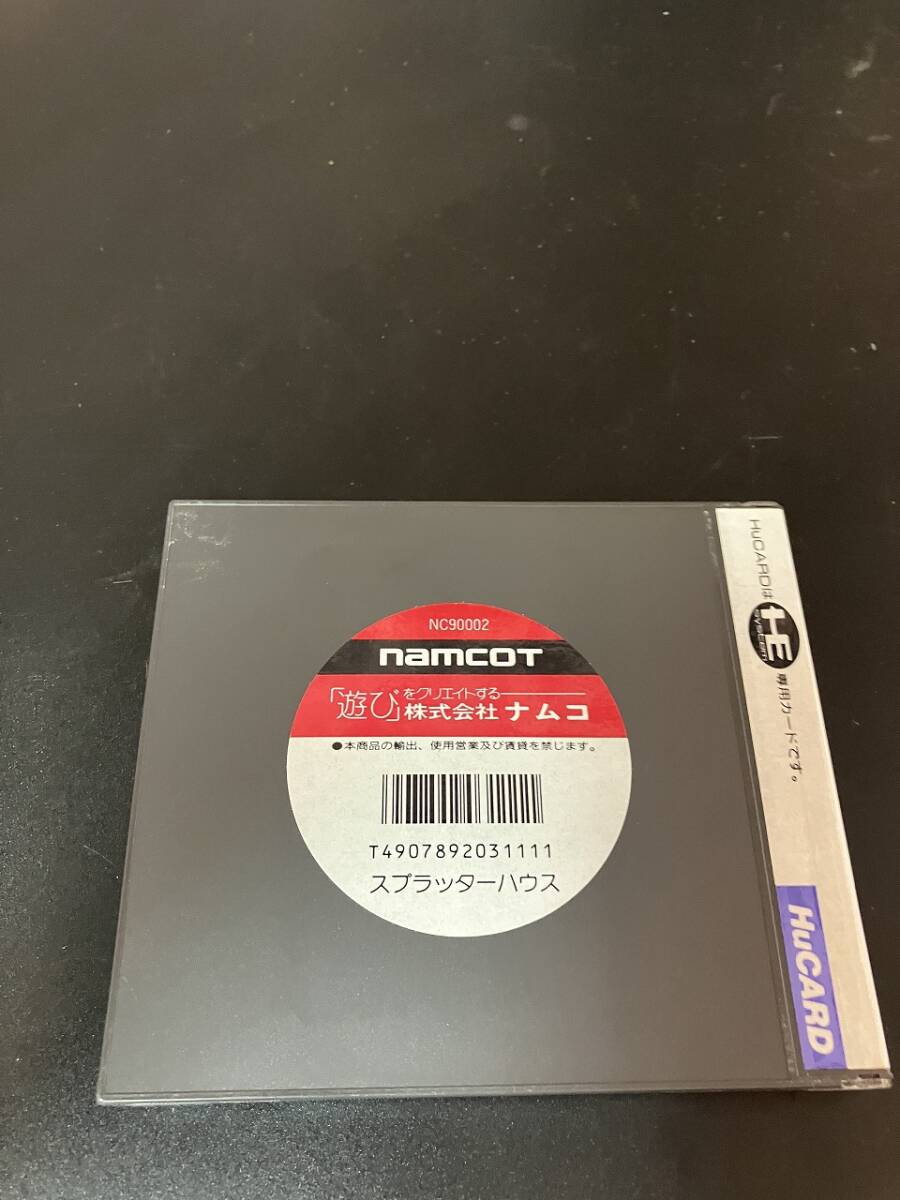 NC90002
namcot
「遊び」をクリエイトする
株式会社ナムコ
●本商品の輸出、使用営業及び賃貸を禁じます。
T4907892031111
スプラッターハウス
HuCARDは HE SYSTEM 専用カードです。
HuCARD